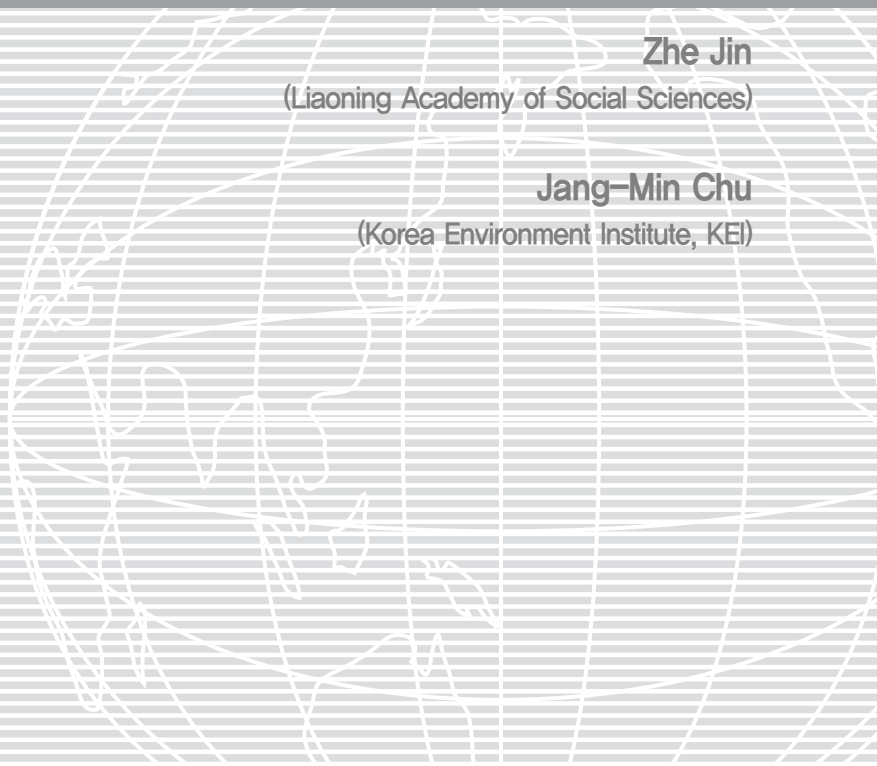 Zhe Jin
(Liaoning Academy of Social Sciences)
Jang-Min Chu
(Korea Environment Institute, KEI)